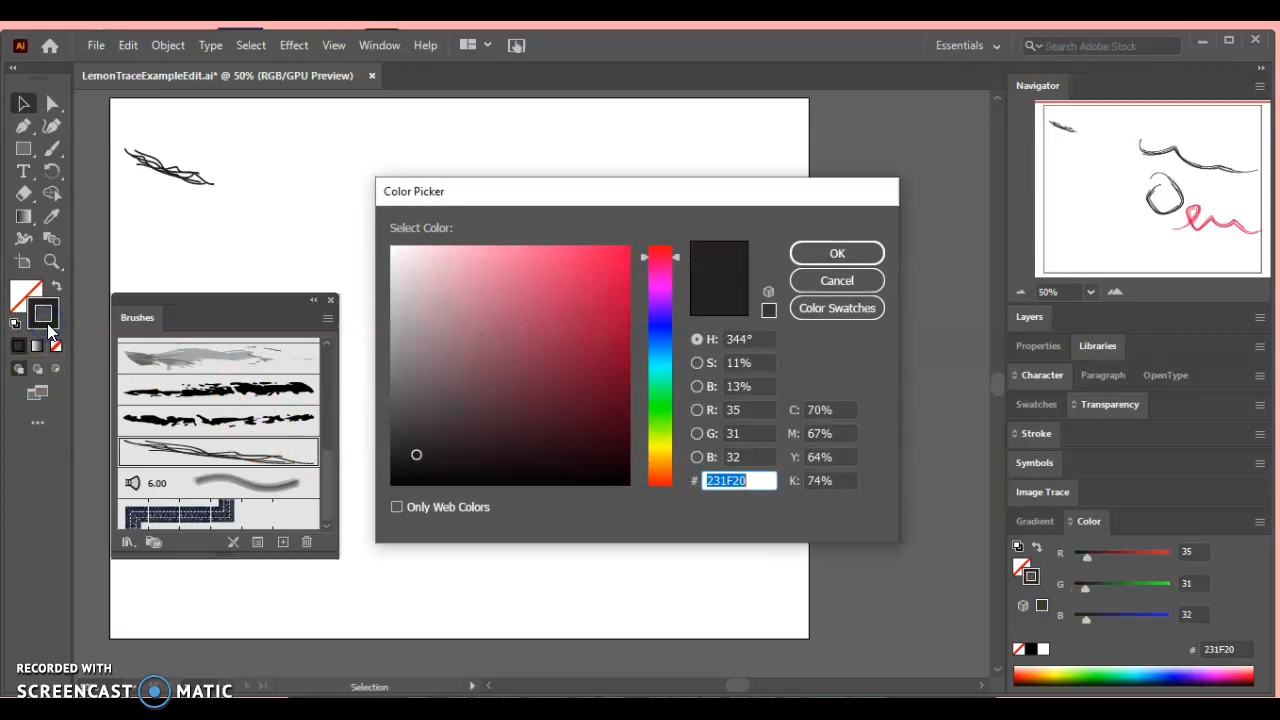 Ai File Edit Object Type Select Effect View Window Help Essentials Search Adobe Stock
LemonTraceExampleEdit.ai* @ 50% (RGB/GPU Preview)
Navigator
50%
Layers
Properties Libraries
Character Paragraph OpenType
Swatches Transparency
Stroke
Symbols
Image Trace
Gradient Color
R 35
G 31
B 32
# 231F20
Brushes
6.00
Color Picker
Select Color:
OK
Cancel
Color Swatches
H: 344°
S: 11%
B: 13%
R: 35 C: 70%
G: 31 M: 67%
B: 32 Y: 64%
# 231F20 K: 74%
Only Web Colors
Selection
RECORDED WITH
SCREENCAST MATIC